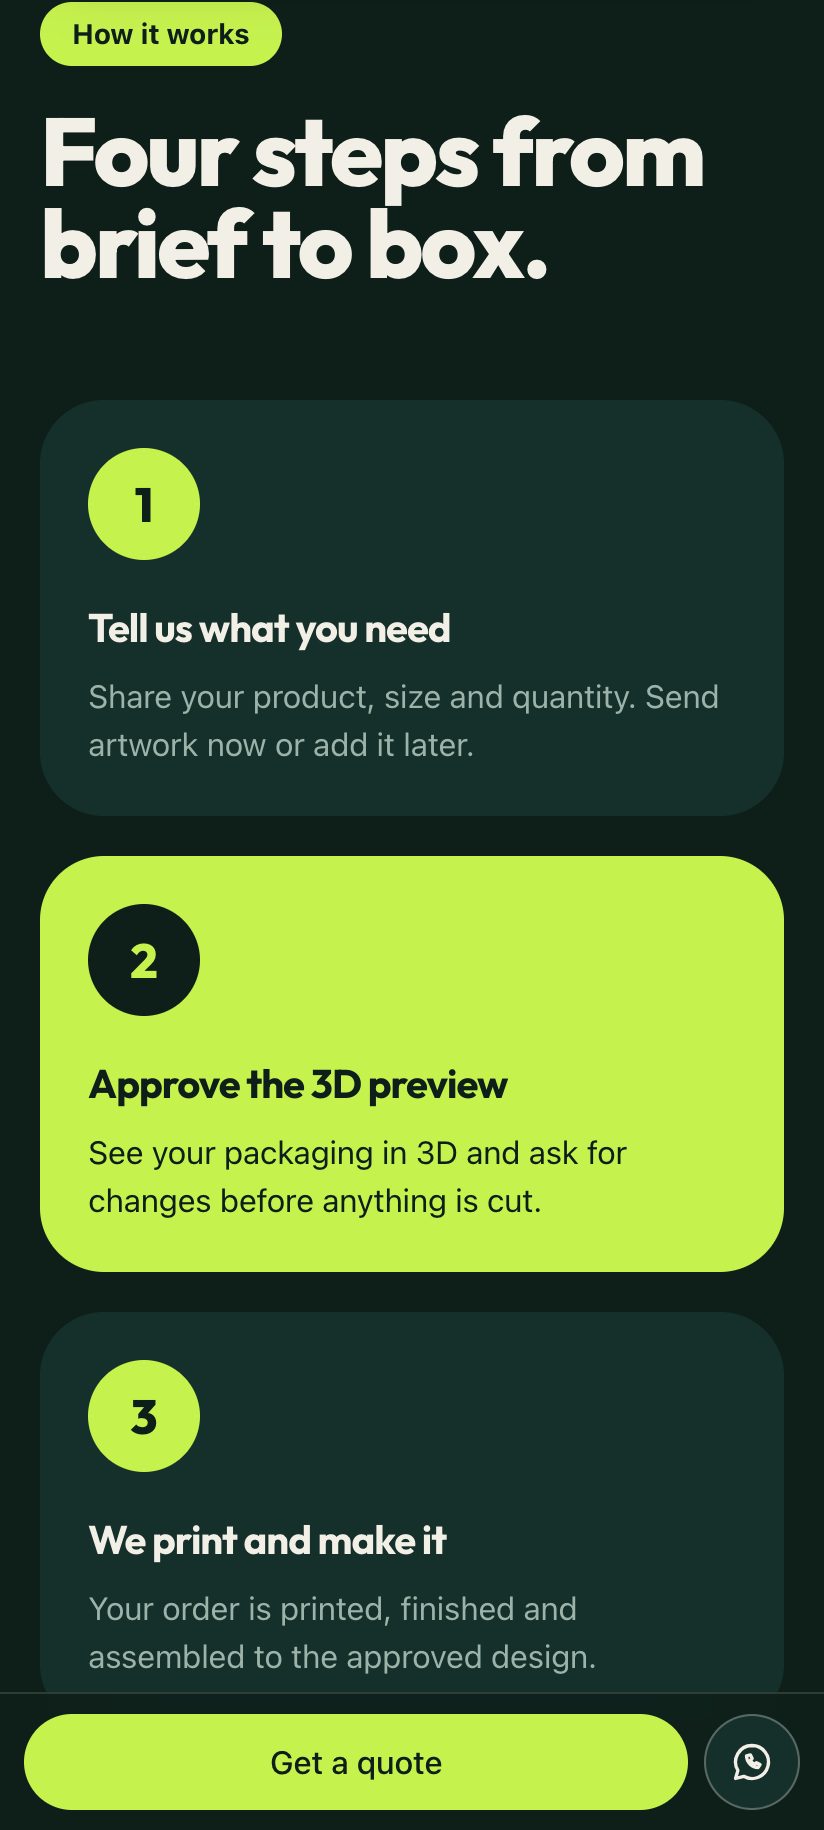 How it works
Four steps from
brief to box.
1
Tell us what you need
Share your product, size and quantity. Send
artwork now or add it later.
2
Approve the 3D preview
See your packaging in 3D and ask for
changes before anything is cut.
3
We print and make it
Your order is printed, finished and
assembled to the approved design.
Get a quote